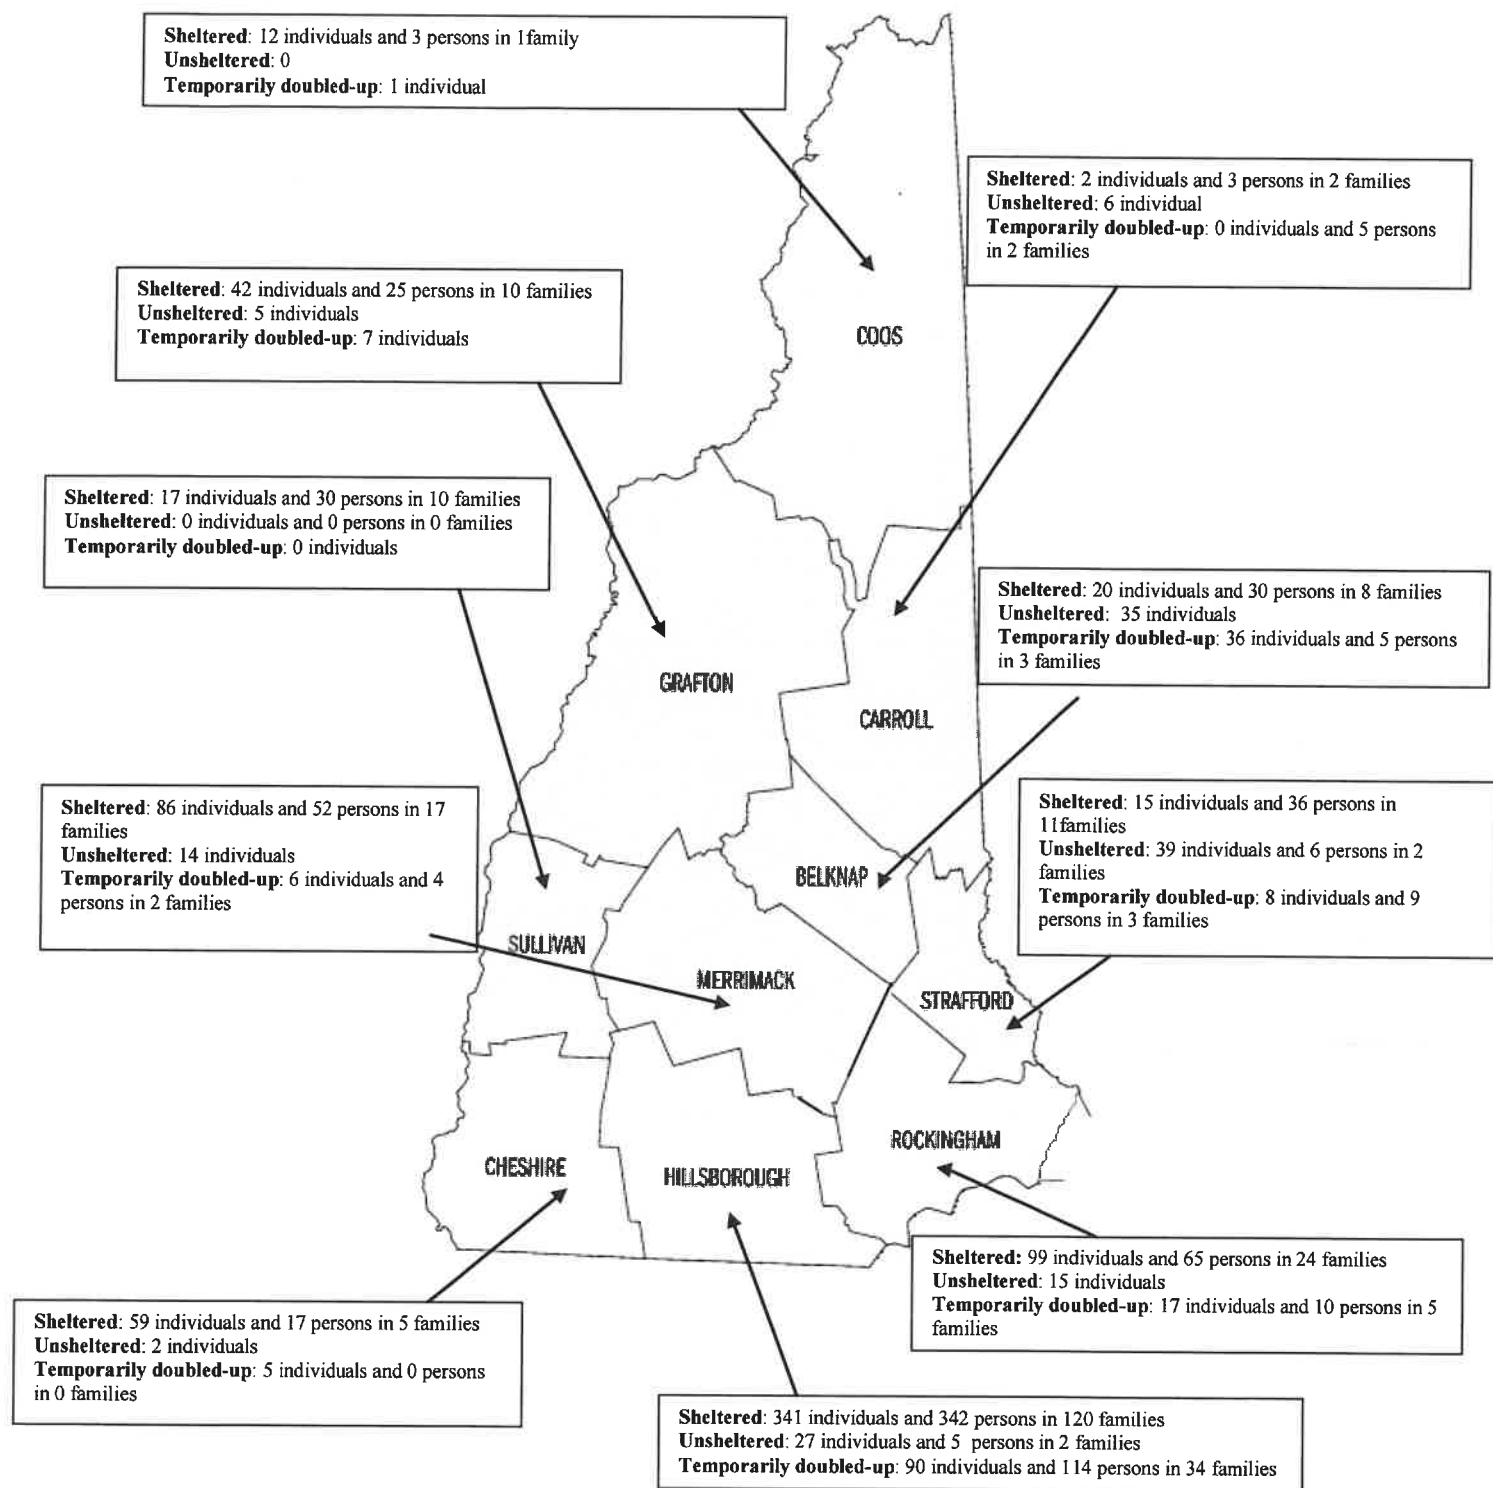 Sheltered: 12 individuals and 3 persons in 1family
Unsheltered: 0
Temporarily doubled-up: 1 individual
Sheltered: 2 individuals and 3 persons in 2 families
Unsheltered: 6 individual
Temporarily doubled-up: 0 individuals and 5 persons
in 2 families
Sheltered: 42 individuals and 25 persons in 10 families
Unsheltered: 5 individuals
Temporarily doubled-up: 7 individuals
COOS
Sheltered: 17 individuals and 30 persons in 10 families
Unsheltered: 0 individuals and 0 persons in 0 families
Temporarily doubled-up: 0 individuals
Sheltered: 20 individuals and 30 persons in 8 families
Unsheltered: 35 individuals
Temporarily doubled-up: 36 individuals and 5 persons
in 3 families
GRAFTON
CARROLL
Sheltered: 86 individuals and 52 persons in 17
families
Unsheltered: 14 individuals
Temporarily doubled-up: 6 individuals and 4
persons in 2 families
Sheltered: 15 individuals and 36 persons in
11families
Unsheltered: 39 individuals and 6 persons in 2
families
Temporarily doubled-up: 8 individuals and 9
persons in 3 families
BELKNAP
SULLIVAN
MERRIMACK
STRAFFORD
ROCKINGHAM
CHESHIRE
HILLSBOROUGH
Sheltered: 99 individuals and 65 persons in 24 families
Unsheltered: 15 individuals
Temporarily doubled-up: 17 individuals and 10 persons in 5
families
Sheltered: 59 individuals and 17 persons in 5 families
Unsheltered: 2 individuals
Temporarily doubled-up: 5 individuals and 0 persons
in 0 families
Sheltered: 341 individuals and 342 persons in 120 families
Unsheltered: 27 individuals and 5 persons in 2 families
Temporarily doubled-up: 90 individuals and 114 persons in 34 families